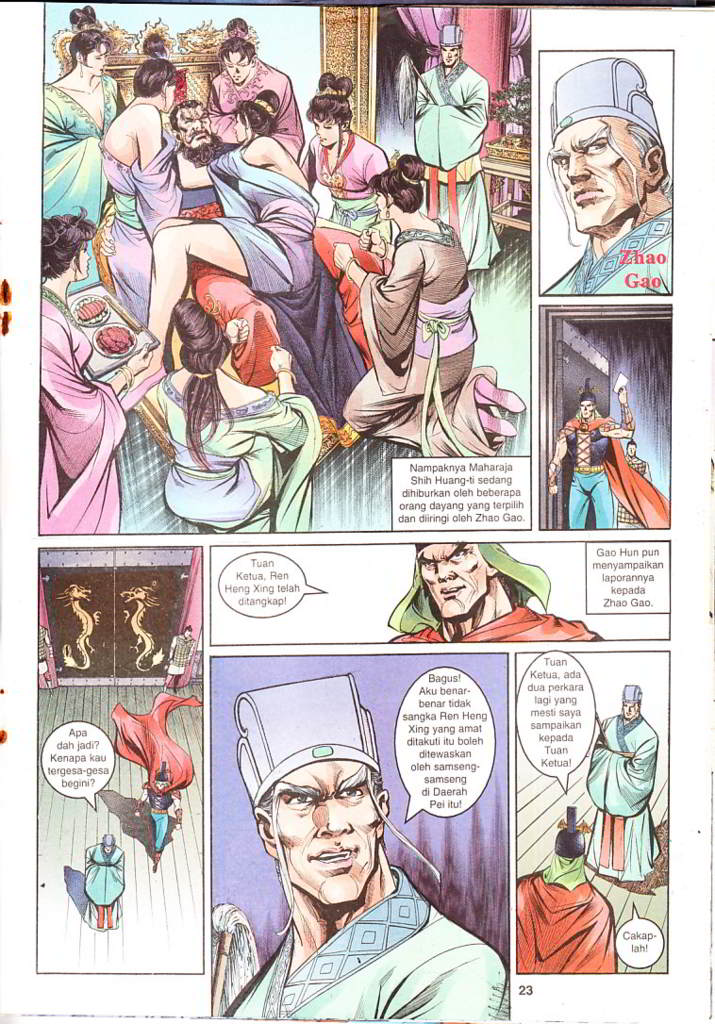 Zhao
Gao
Nampaknya Maharaja
Shih Huang-ti sedang
dihiburkan oleh beberapa
orang dayang yang terpilih
dan diiringi oleh Zhao Gao.
Apa
dah jadi?
Kenapa kau
tergesa-gesa
begini?
Tuan
Ketua, Ren
Heng Xing telah
ditangkap!
Gao Hun pun
menyampaikan
laporannya
kepada
Zhao Gao.
Bagus!
Aku benar-
benar tidak
sangka Ren Heng
Xing yang amat
ditakuti itu boleh
ditewaskan
oleh samseng-
samseng
di Daerah
Pei itu!
Tuan
Ketua, ada
dua perkara
lagi yang
mesti saya
sampaikan
kepada
Tuan
Ketua!
Cakap-
lah!
23